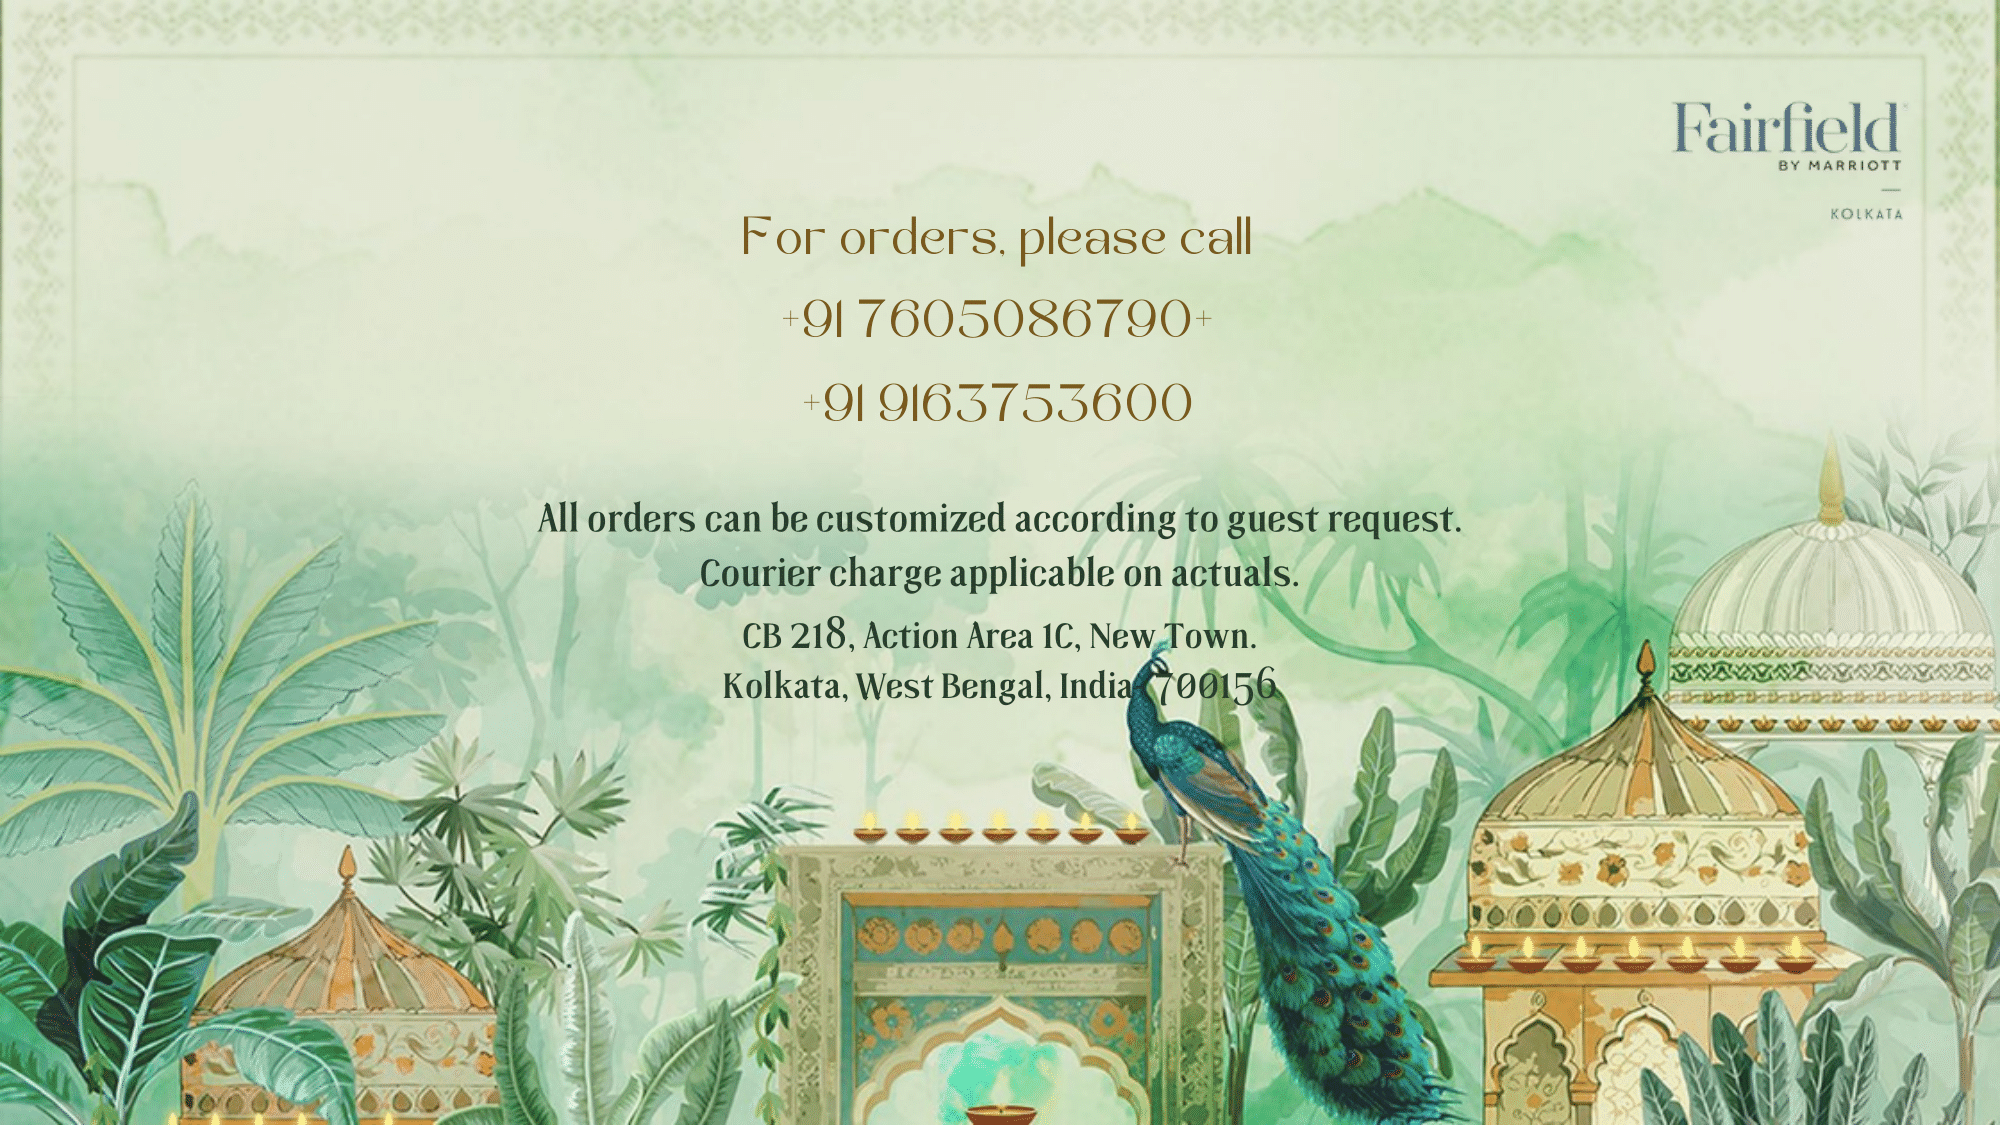 Fairfield
BY MARRIOTT
KOLKATA
For orders, please call
+91 7605086790+
+91 9163753600
All orders can be customized according to guest request.
Courier charge applicable on actuals.
CB 218, Action Area 1C, New Town.
Kolkata, West Bengal, India 700156